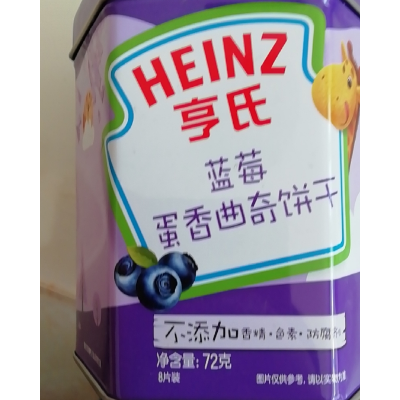 HEINZ
亨氏
蓝莓
蛋香曲奇饼干
不添加香精·色素·防腐剂
净含量: 72克
8片装
图片仅供参考, 请以实物为准